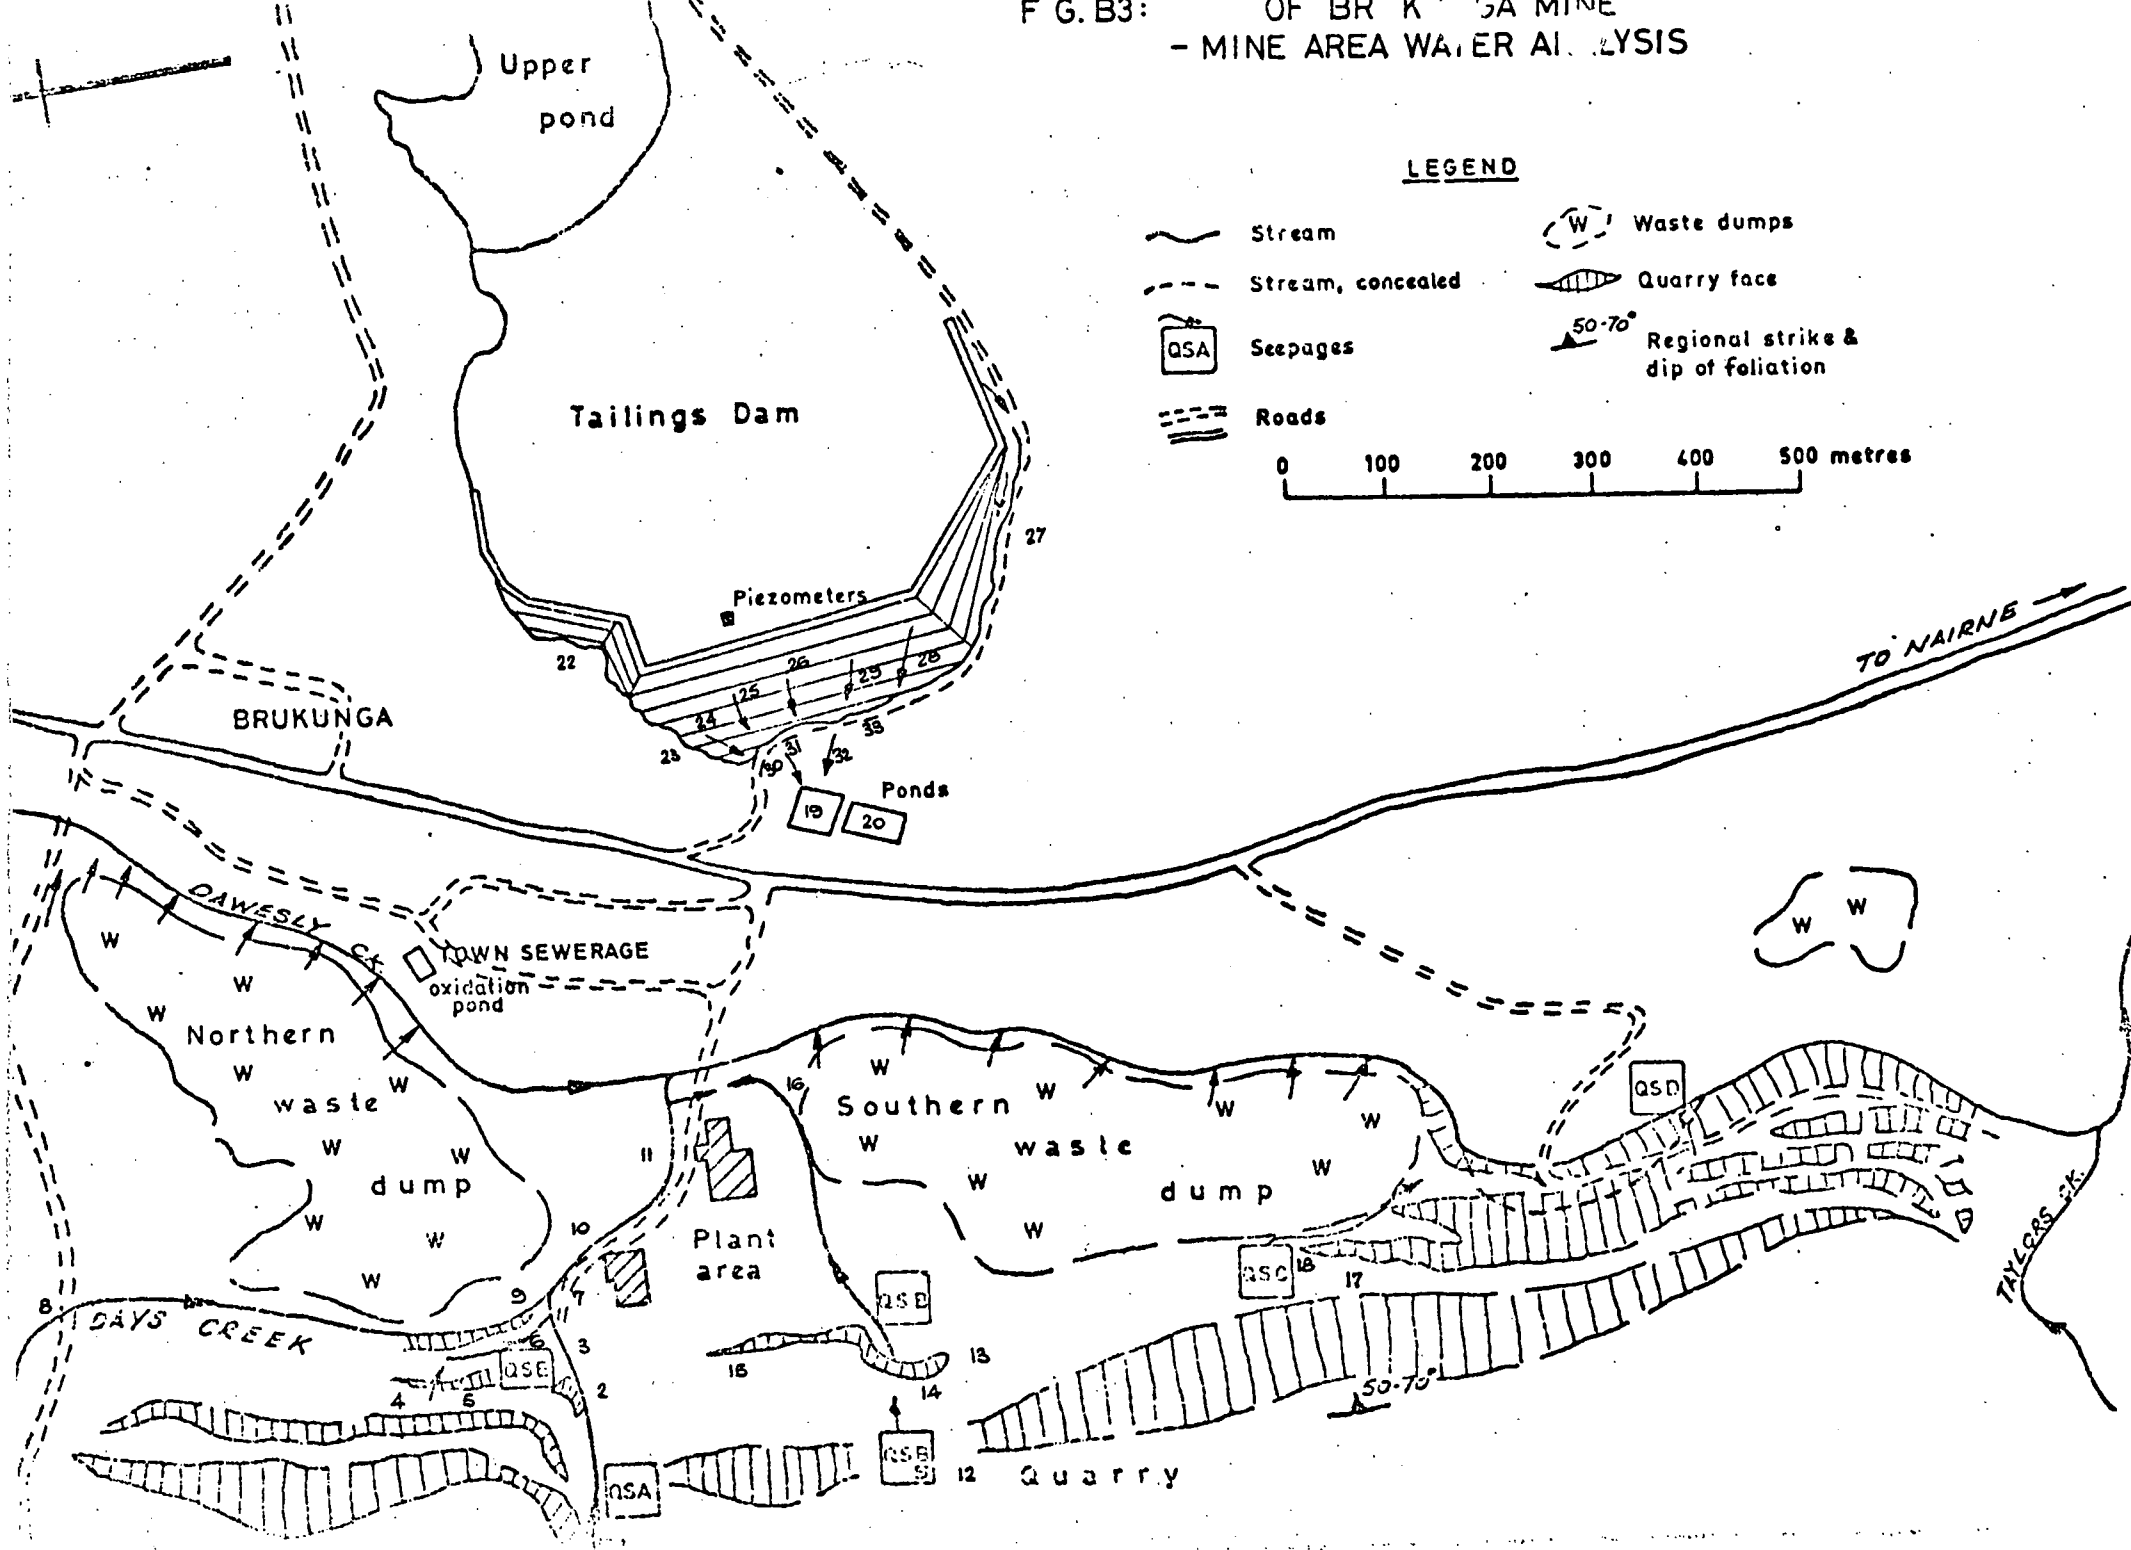 OF
MINE
- MINE AREA
Upper
pond
LEGEND
Stream
W Waste dumps
Stream, concealed
Quarry face
QSA Seepages
50-70° Regional strike &
dip of foliation
Roads
0 100 200 300 400 500 metres
Tailings Dam
27
Piezometers
TO NAIRNE
22
26
28
29
25
24
BRUKUNGA
33
23
31
32
30
Ponds
19
20
DAWESLY CK.
W
W
W
TOWN SEWERAGE
oxidation
pond
W
W
Northern
W
W
W
waste
16
Southern
W
W
W
W
QSD
W
W
11
W
waste
W
dump
W
W
dump
W
W
10
W
Plant
area
W
W
QSC
18
17
8
DAYS CREEK
9
7
6
3
TAYLORS CK.
QSE
13
15
14
2
4
5
50-70°
12
Quarry
QSA